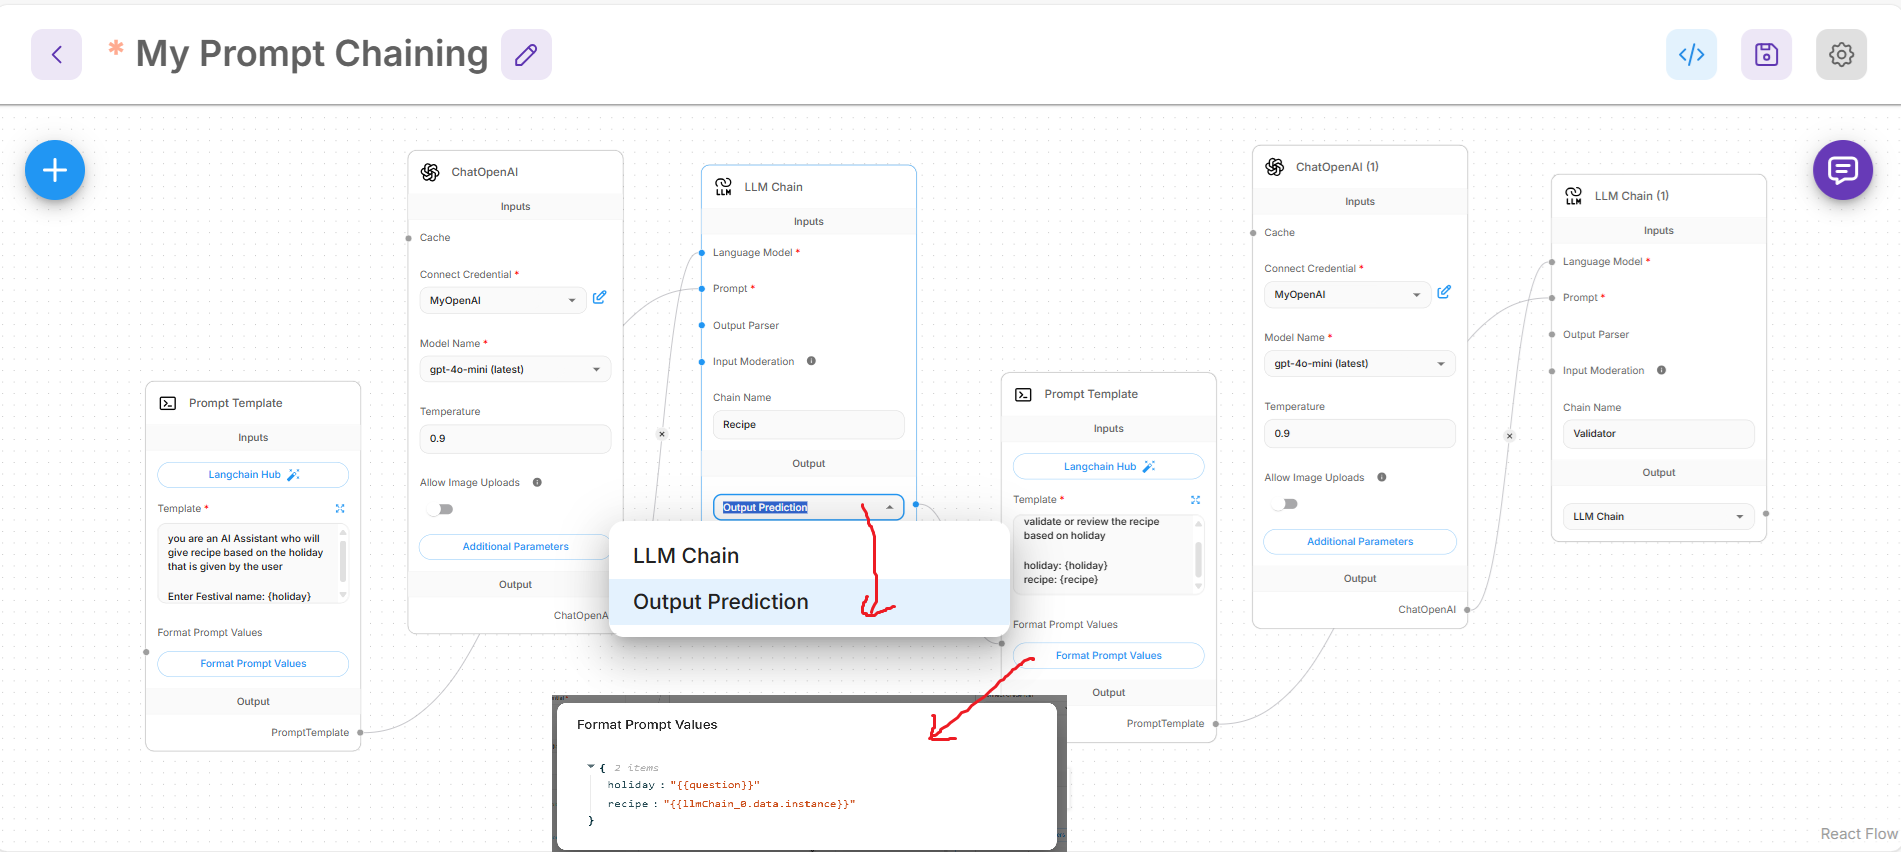 * My Prompt Chaining
Prompt Template
Inputs
Langchain Hub
Template *
you are an AI Assistant who will
give recipe based on the holiday
that is given by the user
Enter Festival name: {holiday}
Format Prompt Values
Format Prompt Values
Output
PromptTemplate
ChatOpenAI
Inputs
Cache
Connect Credential *
MyOpenAI
Model Name *
gpt-4o-mini (latest)
Temperature
0.9
Allow Image Uploads
Additional Parameters
Output
ChatOpenA
LLM
LLM Chain
Inputs
Language Model *
Prompt *
Output Parser
Input Moderation
Chain Name
Recipe
Output
Output Prediction
LLM Chain
Output Prediction
Prompt Template
Inputs
Langchain Hub
Template *
validate or review the recipe
based on holiday
holiday: {holiday}
recipe: {recipe}
Format Prompt Values
Format Prompt Values
Output
PromptTemplate
Format Prompt Values
{ 2 items
holiday : "{{question}}"
recipe : "{{llmChain_0.data.instance}}"
}
ChatOpenAI (1)
Inputs
Cache
Connect Credential *
MyOpenAI
Model Name *
gpt-4o-mini (latest)
Temperature
0.9
Allow Image Uploads
Additional Parameters
Output
ChatOpenAI
LLM
LLM Chain (1)
Inputs
Language Model *
Prompt *
Output Parser
Input Moderation
Chain Name
Validator
Output
LLM Chain
React Flow